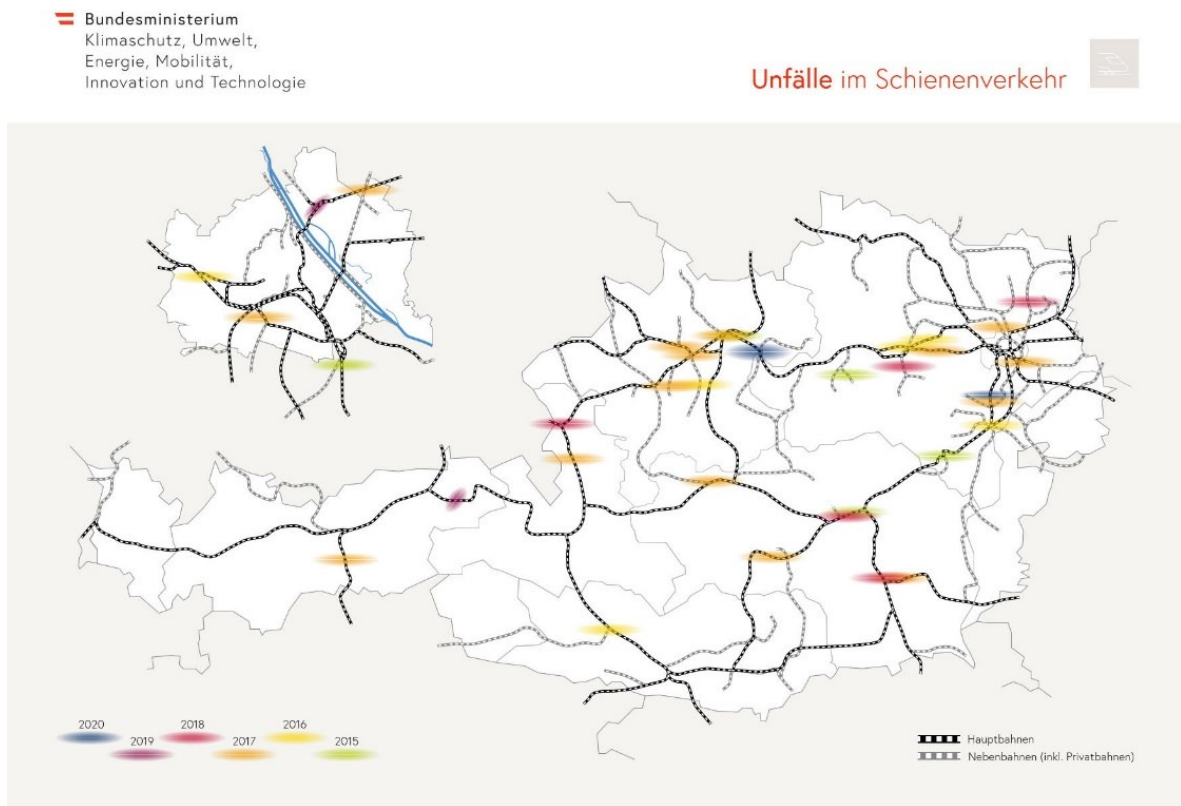 Bundesministerium
Klimaschutz, Umwelt,
Energie, Mobilität,
Innovation und Technologie
Unfälle im Schienenverkehr
2020
2019
2018
2017
2016
2015
Hauptbahnen
Nebenbahnen (inkl. Privatbahnen)